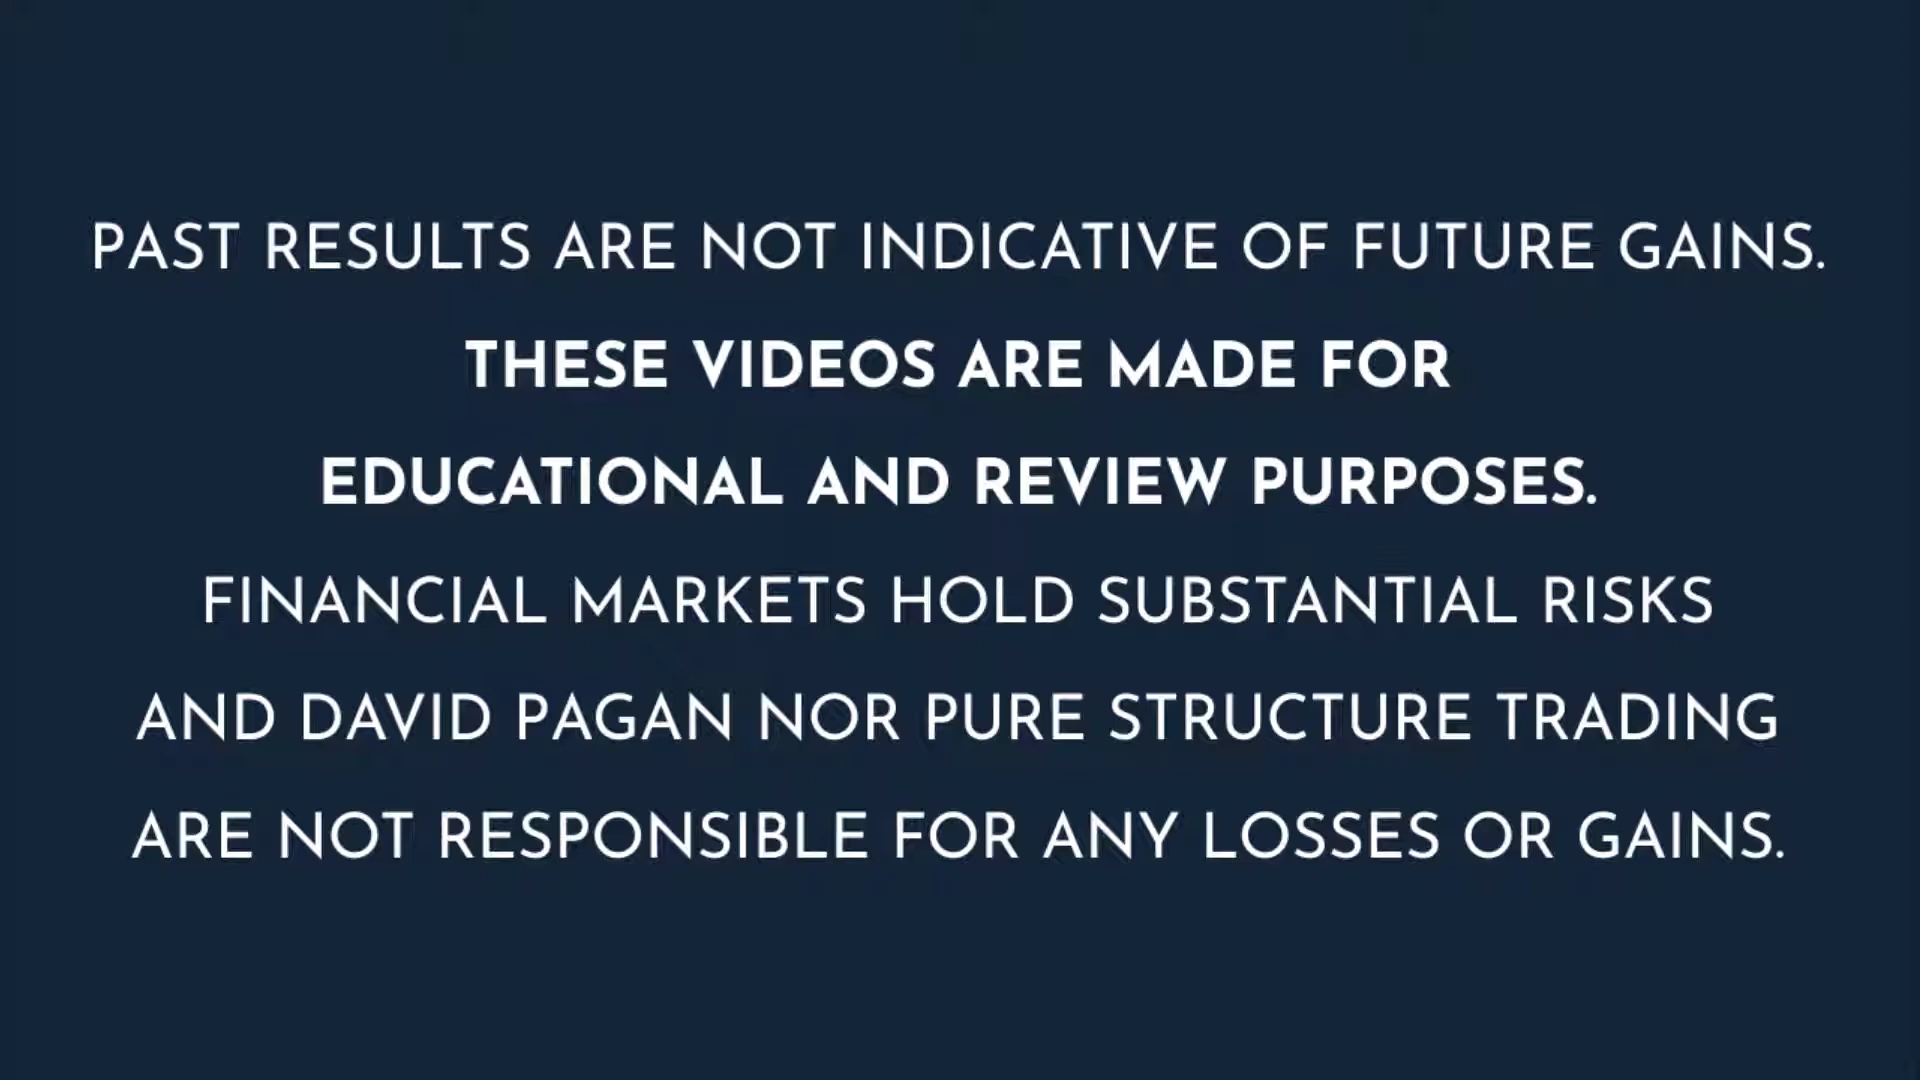 PAST RESULTS ARE NOT INDICATIVE OF FUTURE GAINS.
THESE VIDEOS ARE MADE FOR
EDUCATIONAL AND REVIEW PURPOSES.
FINANCIAL MARKETS HOLD SUBSTANTIAL RISKS
AND DAVID PAGAN NOR PURE STRUCTURE TRADING
ARE NOT RESPONSIBLE FOR ANY LOSSES OR GAINS.